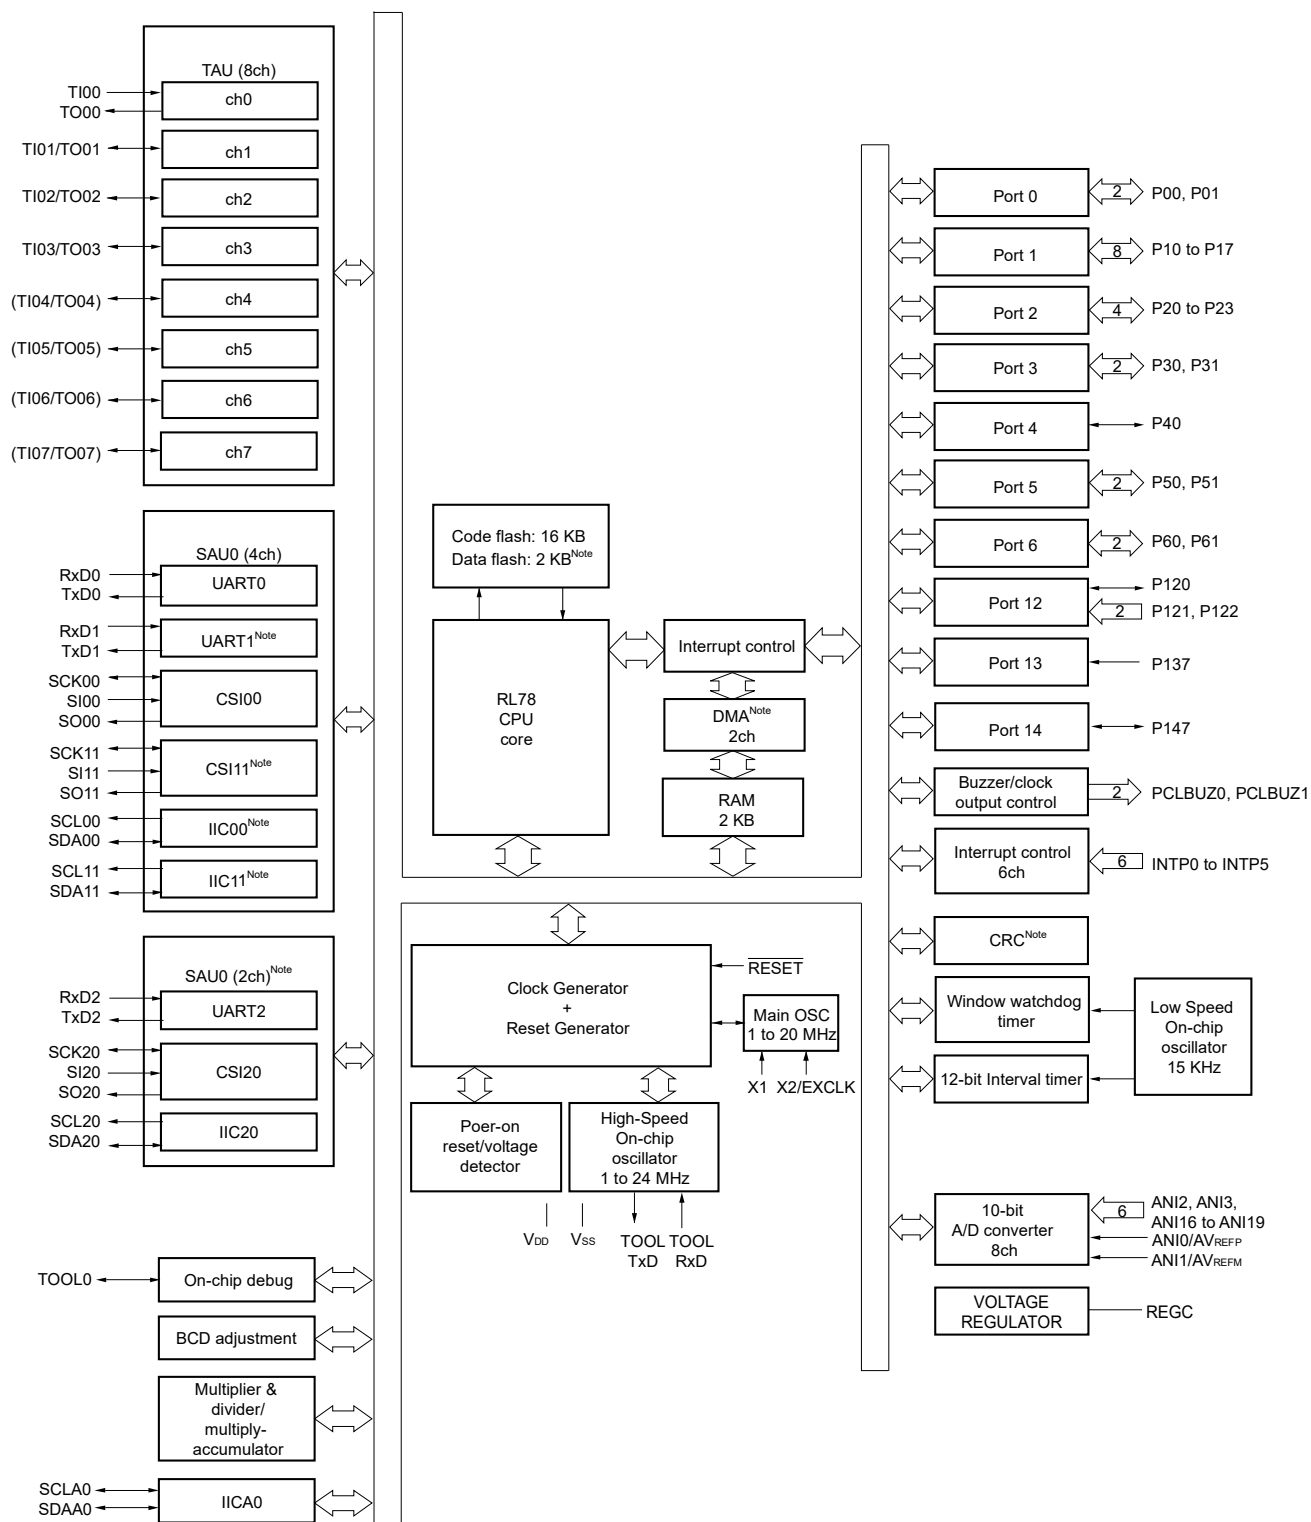 TAU (8ch)
TI00
TO00
ch0
TI01/TO01
ch1
TI02/TO02
ch2
TI03/TO03
ch3
(TI04/TO04)
ch4
(TI05/TO05)
ch5
(TI06/TO06)
ch6
(TI07/TO07)
ch7
SAU0 (4ch)
RxD0
TxD0
UART0
RxD1
TxD1
UART1Note
SCK00
SI00
SO00
CSI00
SCK11
SI11
SO11
CSI11Note
SCL00
SDA00
IIC00Note
SCL11
SDA11
IIC11Note
SAU0 (2ch)Note
RxD2
TxD2
UART2
SCK20
SI20
SO20
CSI20
SCL20
SDA20
IIC20
TOOL0
On-chip debug
BCD adjustment
Multiplier &
divider/
multiply-
accumulator
SCLA0
SDAA0
IICA0
Code flash: 16 KB
Data flash: 2 KBNote
RL78
CPU
core
Interrupt control
DMANote
2ch
RAM
2 KB
Clock Generator
+
Reset Generator
RESET
Main OSC
1 to 20 MHz
X1 X2/EXCLK
Poer-on
reset/voltage
detector
High-Speed
On-chip
oscillator
1 to 24 MHz
VDD
VSS
TOOL
TxD
TOOL
RxD
Port 0
2
P00, P01
Port 1
8
P10 to P17
Port 2
4
P20 to P23
Port 3
2
P30, P31
Port 4
P40
Port 5
2
P50, P51
Port 6
2
P60, P61
Port 12
P120
2
P121, P122
Port 13
P137
Port 14
P147
Buzzer/clock
output control
2
PCLBUZ0, PCLBUZ1
Interrupt control
6ch
6
INTP0 to INTP5
CRCNote
Window watchdog
timer
12-bit Interval timer
Low Speed
On-chip
oscillator
15 KHz
10-bit
A/D converter
8ch
6
ANI2, ANI3,
ANI16 to ANI19
ANI0/AVREFP
ANI1/AVREFM
VOLTAGE
REGULATOR
REGC